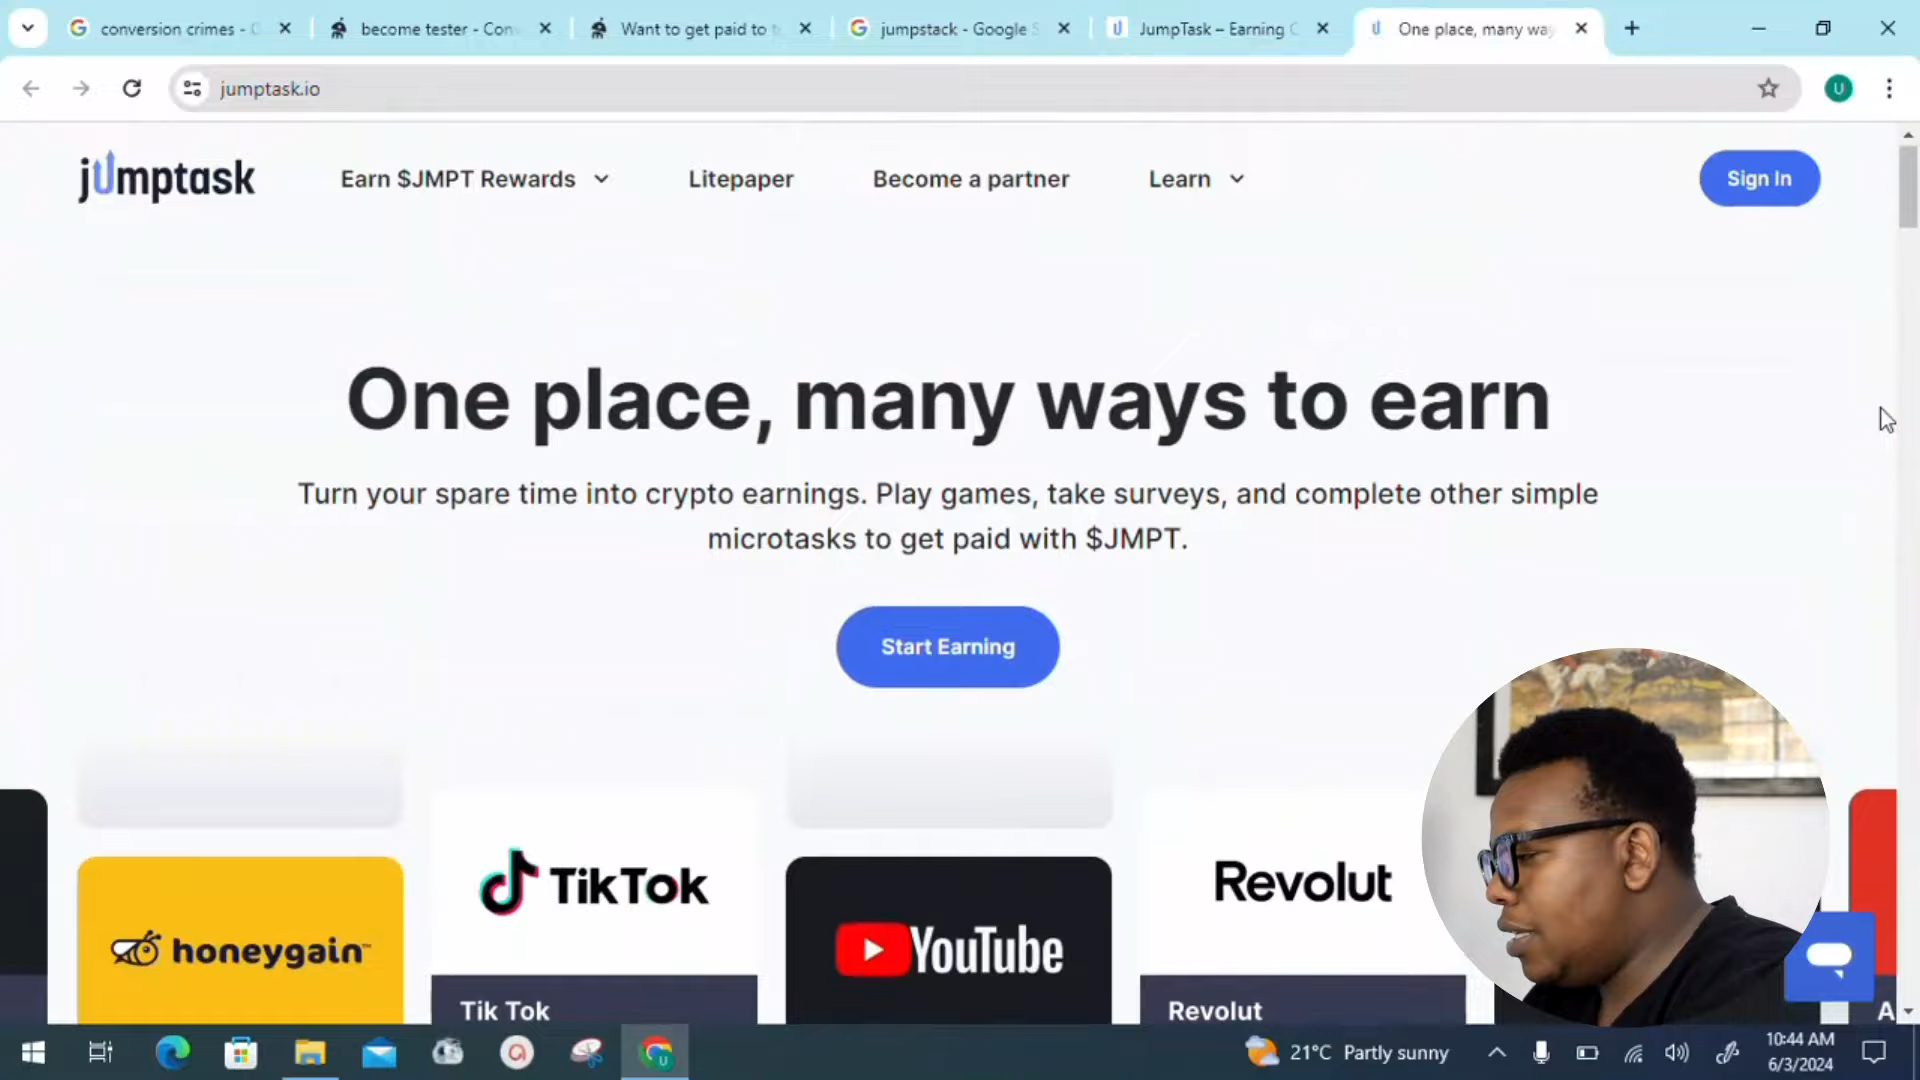 conversion crimes -
become tester - Con
Want to get paid to
jumpstack - Google S
JumpTask – Earning
One place, many way
jumptask.io
U
jumptask
Earn $JMPT Rewards
Litepaper
Become a partner
Learn
Sign In
One place, many ways to earn
Turn your spare time into crypto earnings. Play games, take surveys, and complete other simple
microtasks to get paid with $JMPT.
Start Earning
TikTok
Revolut
honeygain™
YouTube
Tik Tok
Revolut
A
21°C Partly sunny
10:44 AM
6/3/2024